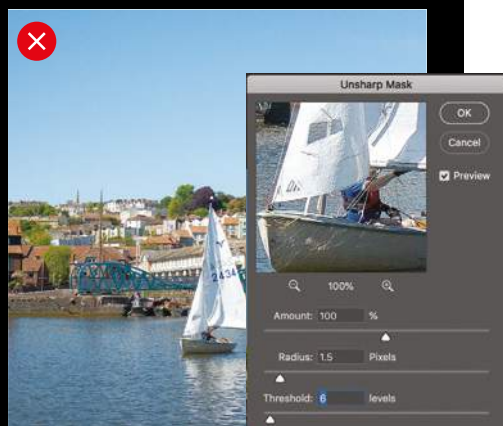 Unsharp Mask
OK
Cancel
Preview
100%
Amount: 100 %
Radius: 1.5 Pixels
Threshold: 6 levels
2434